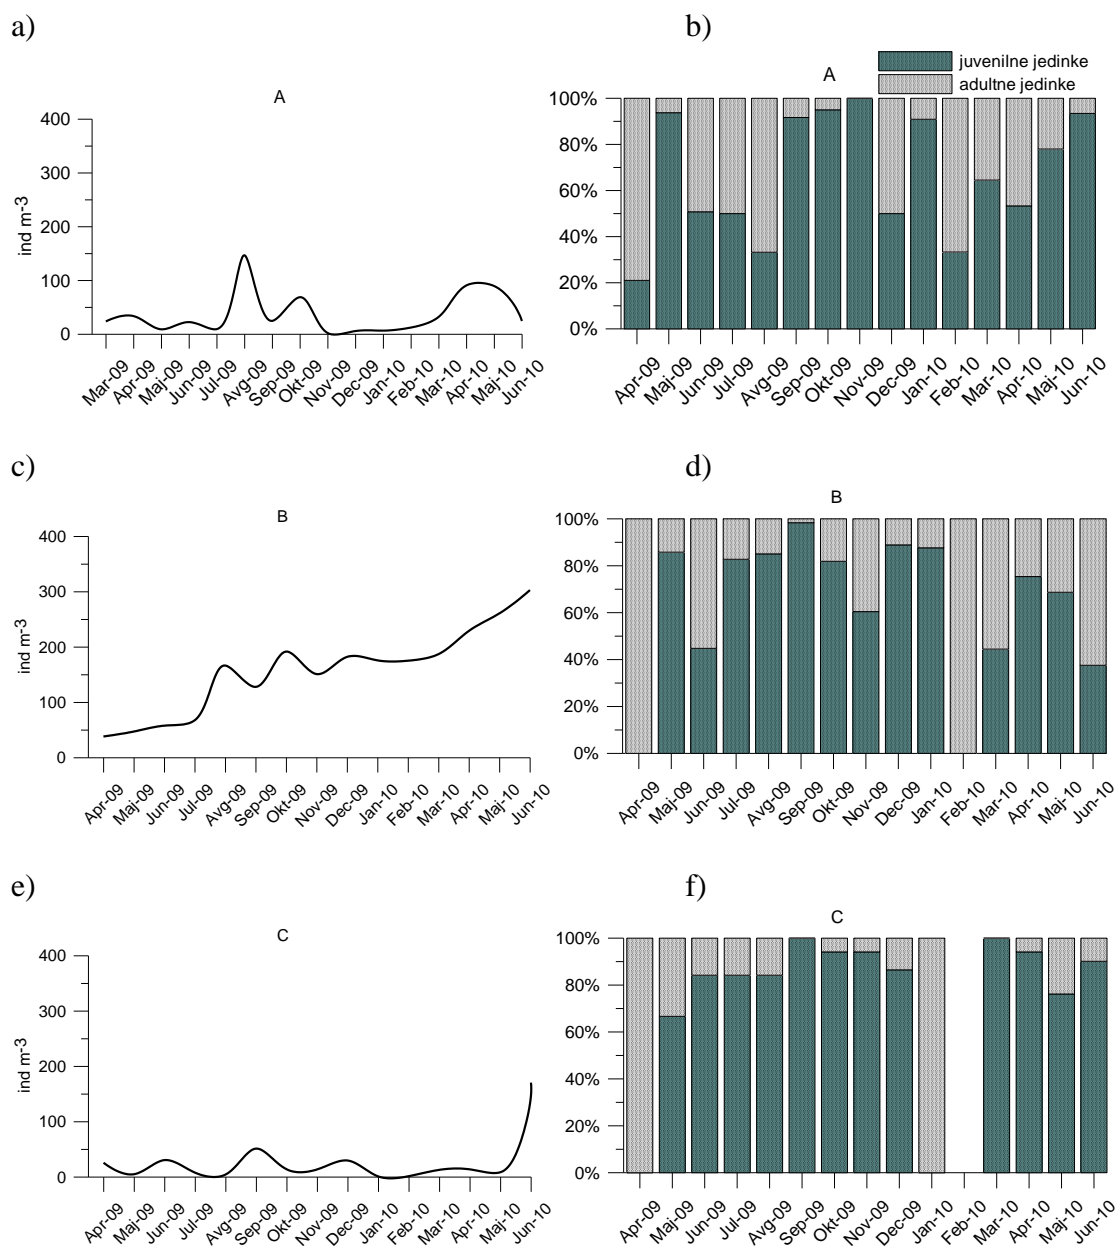 a)
b)
juvenilne jedinke
adultne jedinke
A
400
300
200
100
0
ind m-3
Mar-09
Apr-09
Maj-09
Jun-09
Jul-09
Avg-09
Sep-09
Okt-09
Nov-09
Dec-09
Jan-10
Feb-10
Mar-10
Apr-10
Maj-10
Jun-10
A
100%
80%
60%
40%
20%
0%
Apr-09
Maj-09
Jun-09
Jul-09
Avg-09
Sep-09
Okt-09
Nov-09
Dec-09
Jan-10
Feb-10
Mar-10
Apr-10
Maj-10
Jun-10
c)
d)
B
400
300
200
100
0
ind m-3
Apr-09
Maj-09
Jun-09
Jul-09
Avg-09
Sep-09
Okt-09
Nov-09
Dec-09
Jan-10
Feb-10
Mar-10
Apr-10
Maj-10
Jun-10
B
100%
80%
60%
40%
20%
0%
Apr-09
Maj-09
Jun-09
Jul-09
Avg-09
Sep-09
Okt-09
Nov-09
Dec-09
Jan-10
Feb-10
Mar-10
Apr-10
Maj-10
Jun-10
e)
f)
C
400
300
200
100
0
ind m-3
Apr-09
Maj-09
Jun-09
Jul-09
Avg-09
Sep-09
Okt-09
Nov-09
Dec-09
Jan-10
Feb-10
Mar-10
Apr-10
Maj-10
Jun-10
C
100%
80%
60%
40%
20%
0%
Apr-09
Maj-09
Jun-09
Jul-09
Avg-09
Sep-09
Okt-09
Nov-09
Dec-09
Jan-10
Feb-10
Mar-10
Apr-10
Maj-10
Jun-10